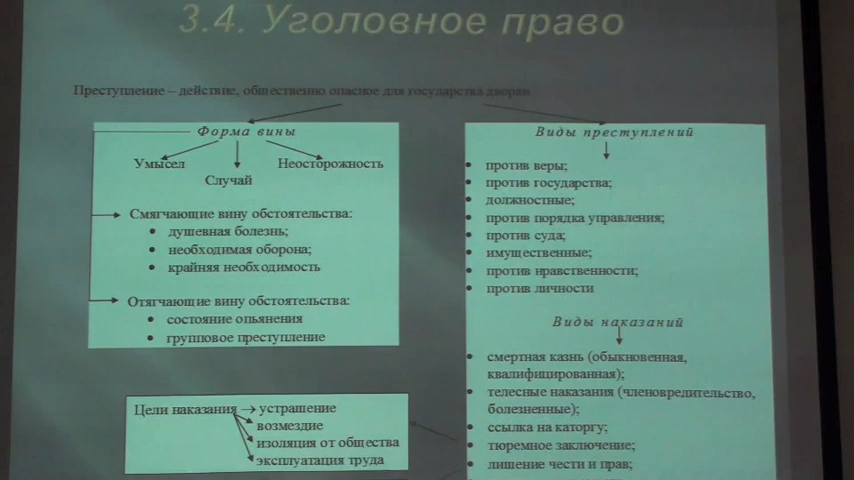 3.4. Уголовное право
Преступление – действие, общественно опасное для государства дворян
Форма вины
Умысел
Случай
Неосторожность
Смягчающие вину обстоятельства:
• душевная болезнь;
• необходимая оборона;
• крайняя необходимость
Отягчающие вину обстоятельства:
• состояние опьянения
• групповое преступление
Виды преступлений
• против веры;
• против государства;
• должностные;
• против порядка управления;
• против суда;
• имущественные;
• против нравственности;
• против личности
Виды наказаний
• смертная казнь (обыкновенная,
квалифицированная);
• телесные наказания (членовредительство,
болезненные);
• ссылка на каторгу;
• тюремное заключение;
• лишение чести и прав;
Цели наказания → устрашение
возмездие
изоляция от общества
эксплуатация труда